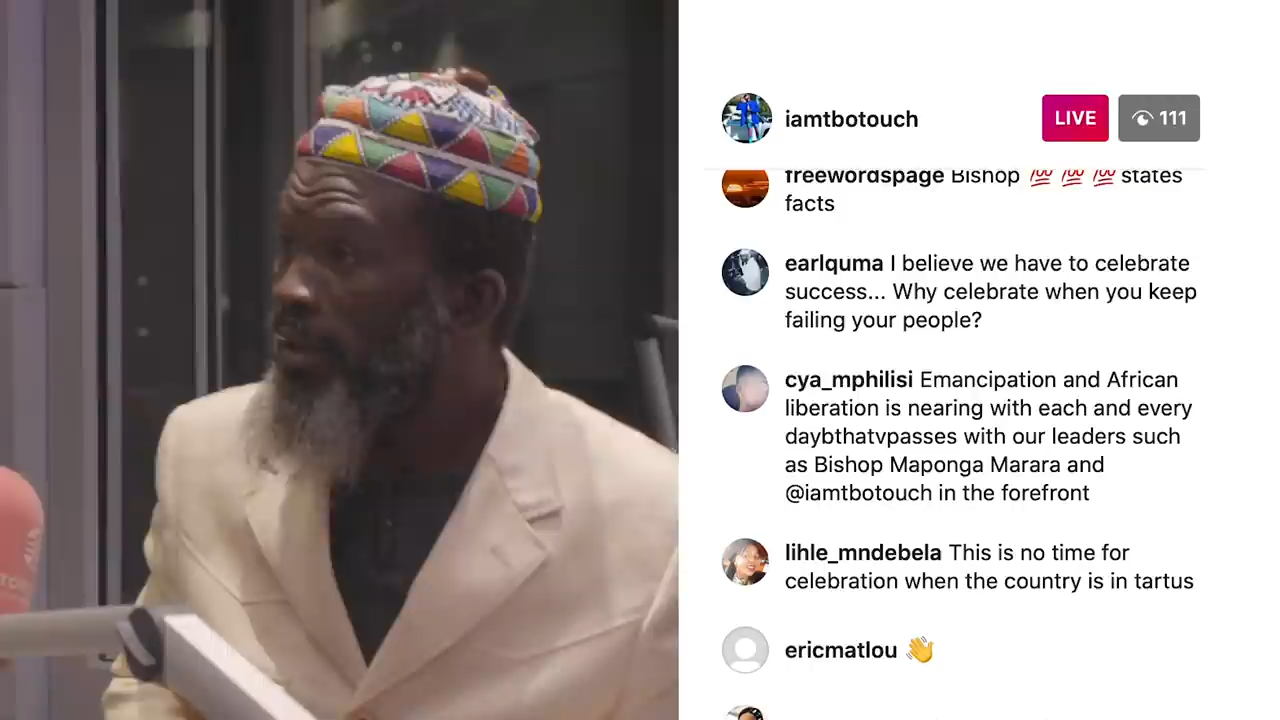 iamtbotouch
LIVE
111
freewordspage Bishop 💯 💯 💯 states
facts
earlquma I believe we have to celebrate
success... Why celebrate when you keep
failing your people?
cya_mphilisi Emancipation and African
liberation is nearing with each and every
daybthatvpasses with our leaders such
as Bishop Maponga Marara and
@iamtbotouch in the forefront
lihle_mndebela This is no time for
celebration when the country is in tartus
ericmatlou 👋